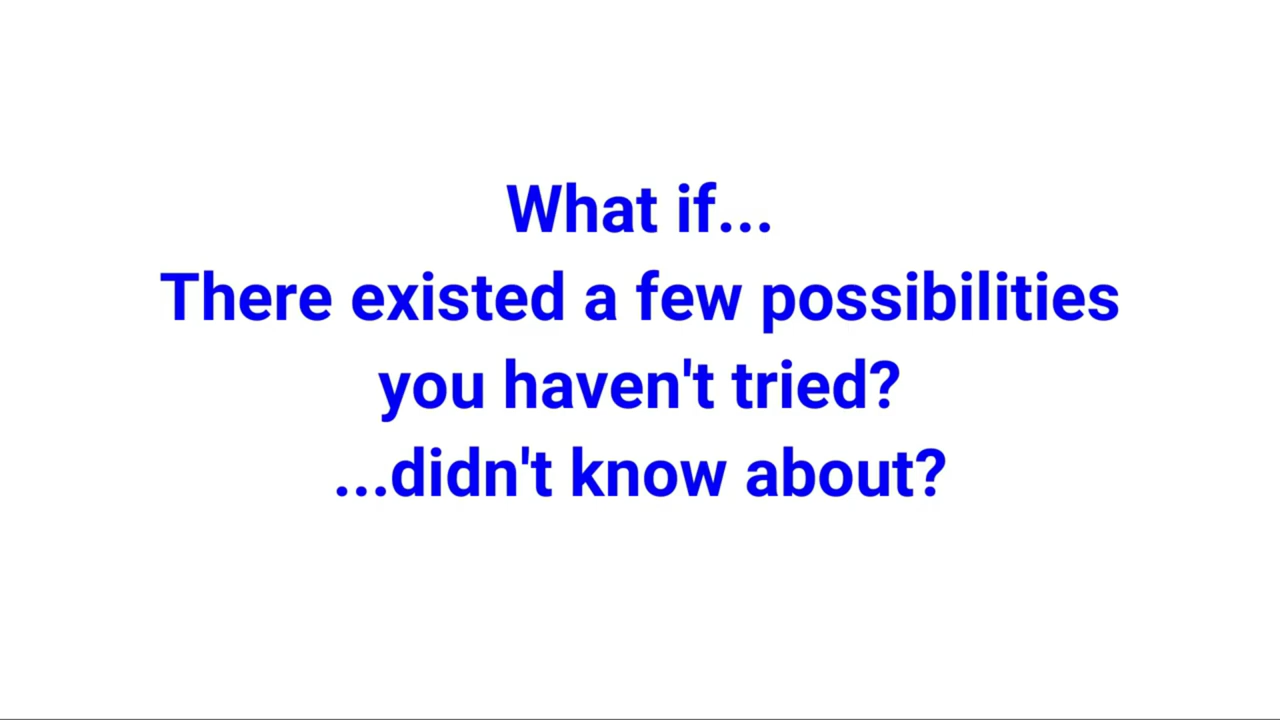 What if...
There existed a few possibilities
you haven't tried?
...didn't know about?